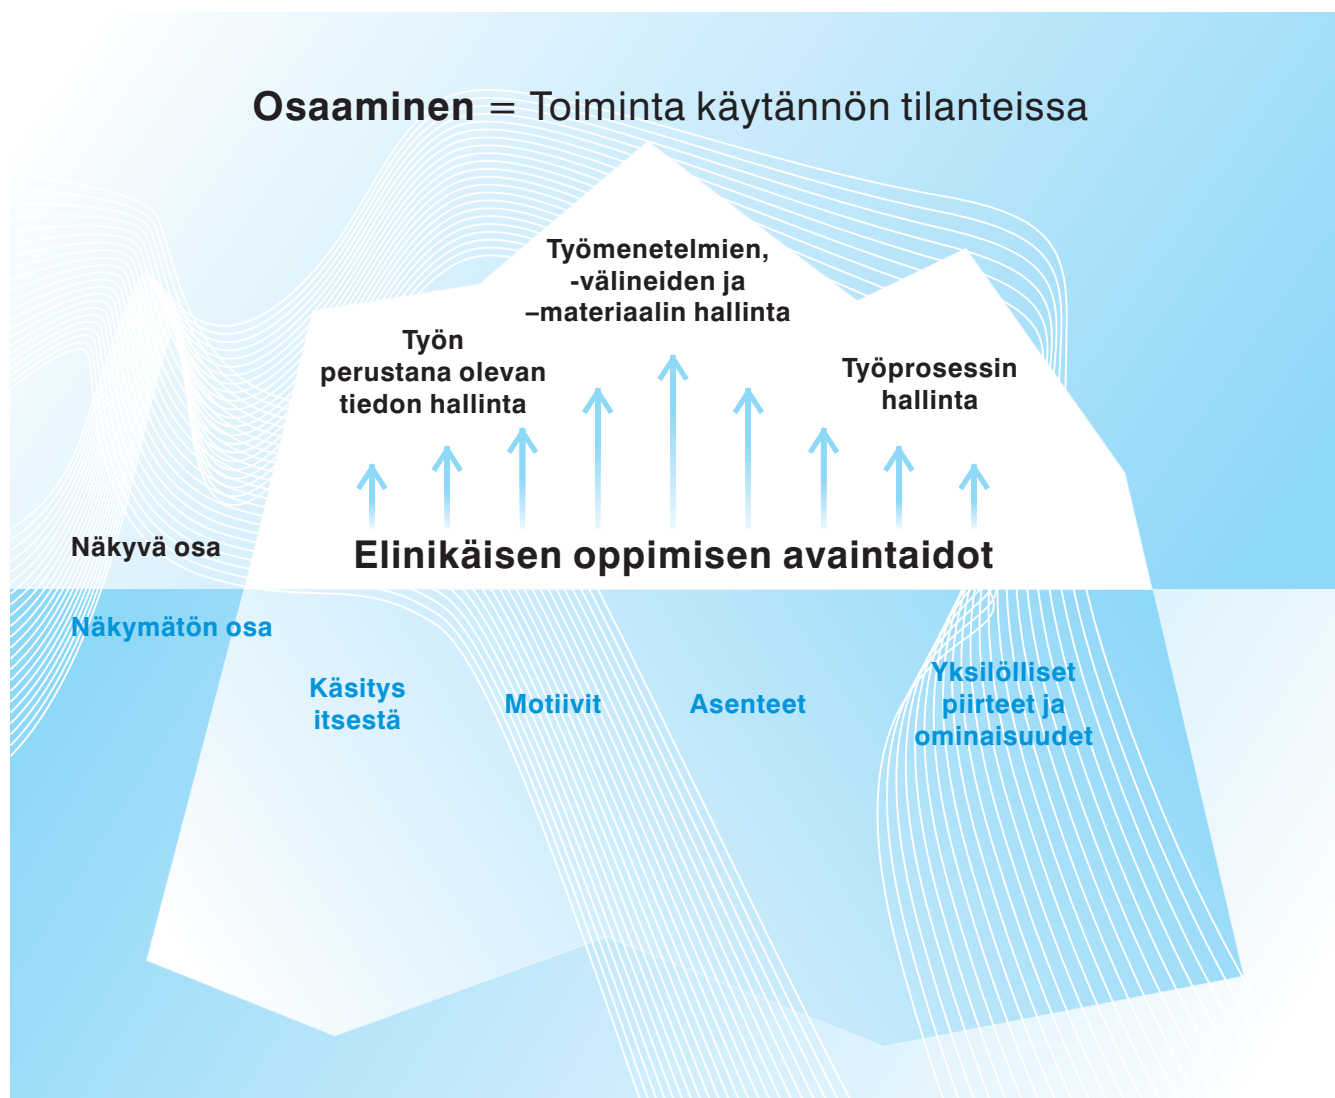 Osaaminen = Toiminta käytännön tilanteissa
Työmenetelmien,
-välineiden ja
–materiaalin hallinta
Työn
perustana olevan
tiedon hallinta
Työprosessin
hallinta
Näkyvä osa
Elinikäisen oppimisen avaintaidot
Näkymätön osa
Käsitys
itsestä
Motiivit
Asenteet
Yksilölliset
piirteet ja
ominaisuudet